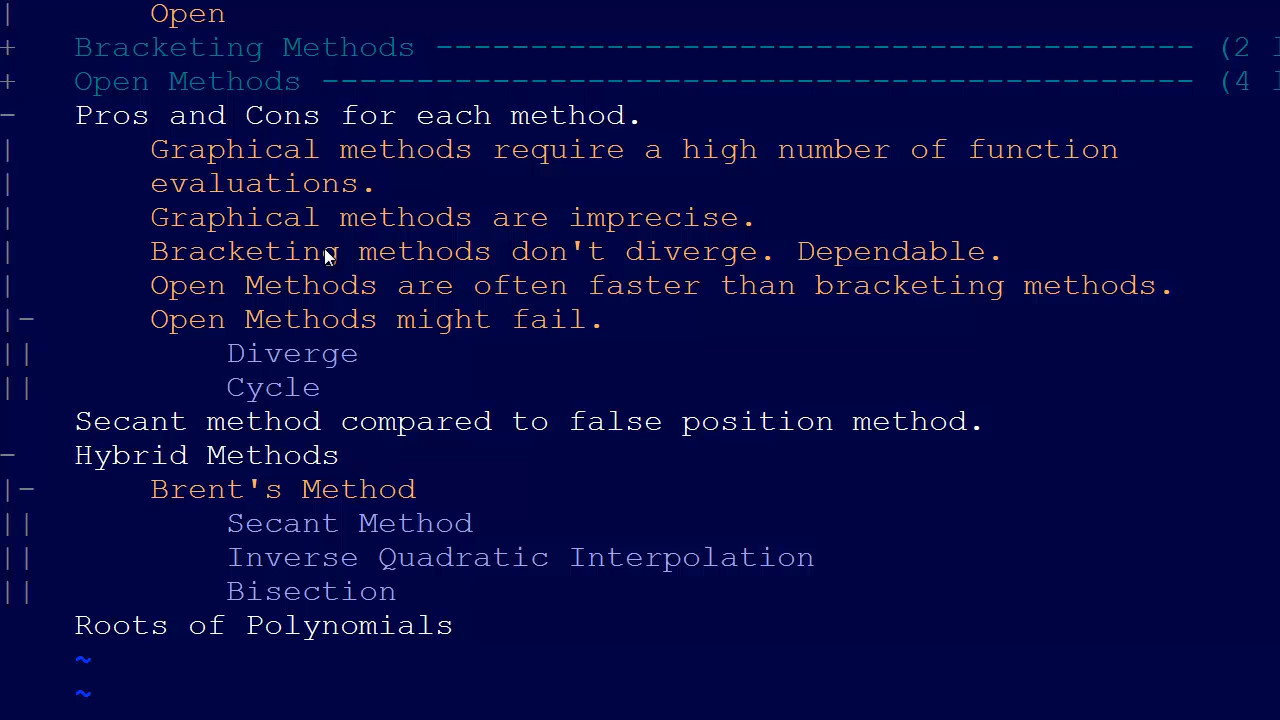 |       Open
+   Bracketing Methods ---------------------------------------- (2 l
+   Open Methods ---------------------------------------------- (4 l
-   Pros and Cons for each method.
|       Graphical methods require a high number of function
|       evaluations.
|       Graphical methods are imprecise.
|       Bracketing methods don't diverge. Dependable.
|       Open Methods are often faster than bracketing methods.
|-      Open Methods might fail.
||          Diverge
||          Cycle
    Secant method compared to false position method.
-   Hybrid Methods
|-      Brent's Method
||          Secant Method
||          Inverse Quadratic Interpolation
||          Bisection
    Roots of Polynomials
~
~